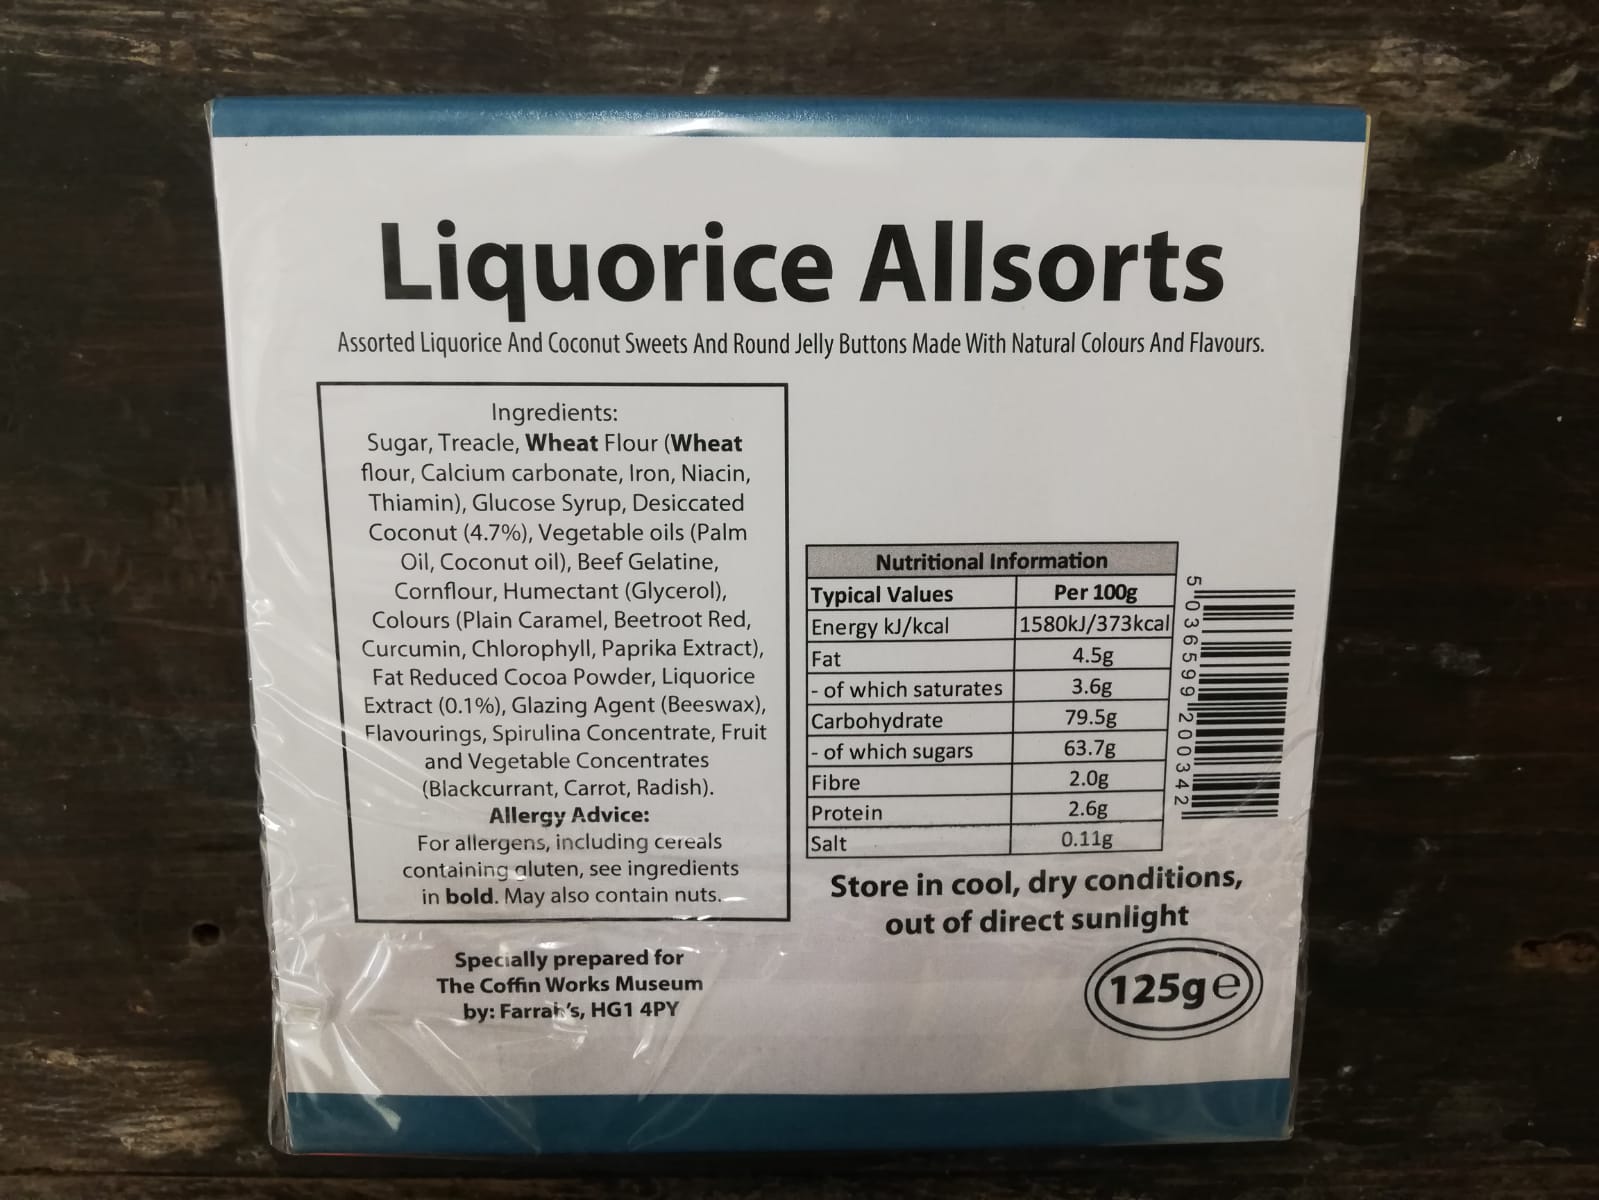 Liquorice Allsorts
Assorted Liquorice And Coconut Sweets And Round Jelly Buttons Made With Natural Colours And Flavours.
Ingredients:
Sugar, Treacle, Wheat Flour (Wheat
flour, Calcium carbonate, Iron, Niacin,
Thiamin), Glucose Syrup, Desiccated
Coconut (4.7%), Vegetable oils (Palm
Oil, Coconut oil), Beef Gelatine,
Cornflour, Humectant (Glycerol),
Colours (Plain Caramel, Beetroot Red,
Curcumin, Chlorophyll, Paprika Extract),
Fat Reduced Cocoa Powder, Liquorice
Extract (0.1%), Glazing Agent (Beeswax),
Flavourings, Spirulina Concentrate, Fruit
and Vegetable Concentrates
(Blackcurrant, Carrot, Radish).
Allergy Advice:
For allergens, including cereals
containing gluten, see ingredients
in bold. May also contain nuts.
Specially prepared for
The Coffin Works Museum
by: Farrah's, HG1 4PY
Nutritional Information
Typical Values Per 100g
Energy kJ/kcal 1580kJ/373kcal
Fat 4.5g
- of which saturates 3.6g
Carbohydrate 79.5g
- of which sugars 63.7g
Fibre 2.0g
Protein 2.6g
Salt 0.11g
5 036599 200342
Store in cool, dry conditions,
out of direct sunlight
125g e